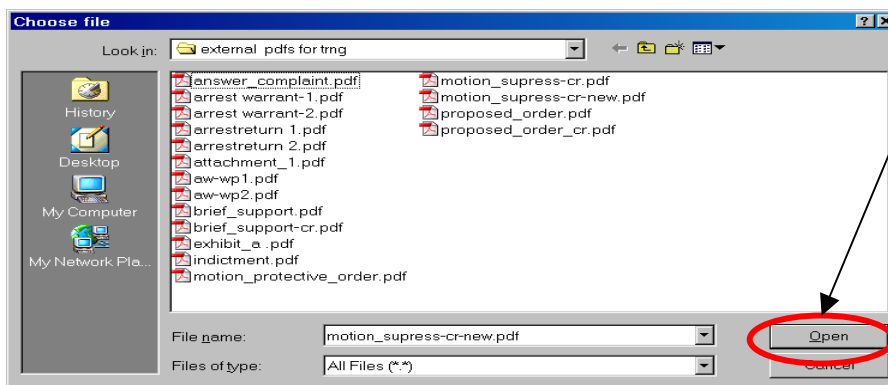 Choose file
Look in: external pdfs for trng
History
Desktop
My Computer
My Network Pla...
answer_complaint.pdf
arrest warrant-1.pdf
arrest warrant-2.pdf
arrestreturn 1.pdf
arrestreturn 2.pdf
attachment_1.pdf
aw-wp1.pdf
aw-wp2.pdf
brief_support.pdf
brief_support-cr.pdf
exhibit_a .pdf
indictment.pdf
motion_protective_order.pdf
motion_supress-cr.pdf
motion_supress-cr-new.pdf
proposed_order.pdf
proposed_order_cr.pdf
File name: motion_supress-cr-new.pdf Open
Files of type: All Files (*.*) Cancel